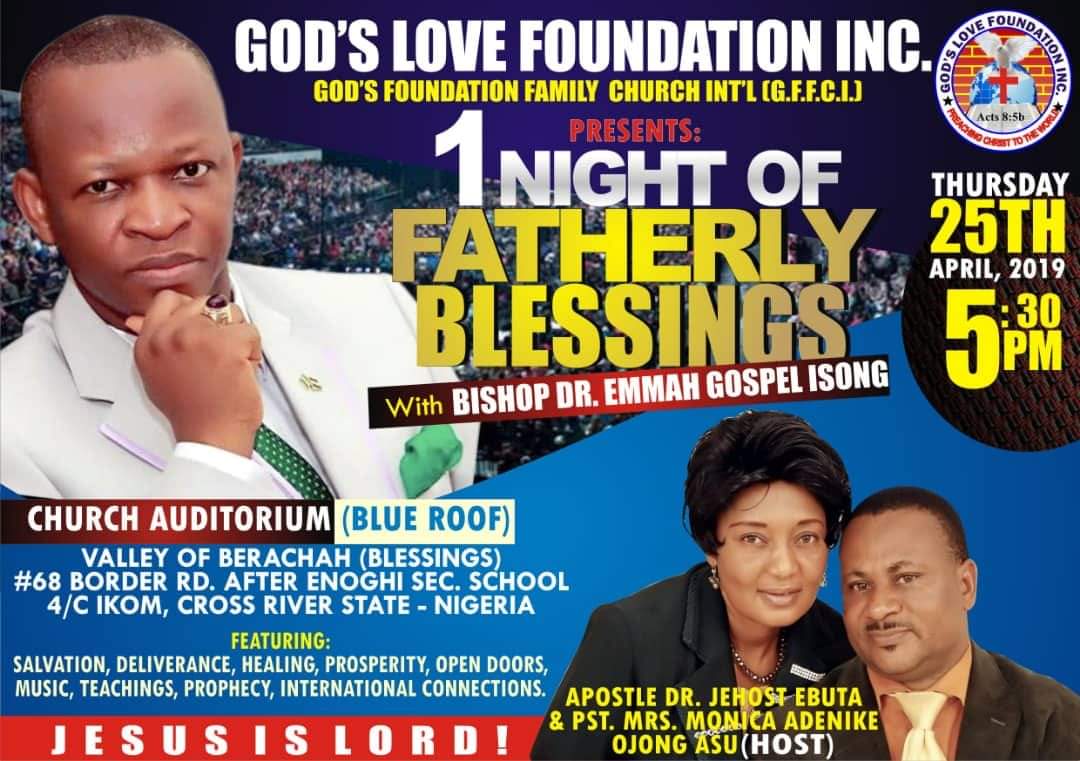 GOD'S LOVE FOUNDATION INC.
GOD'S FOUNDATION FAMILY CHURCH INT'L (G.F.F.C.I.)
PRESENTS:
1 NIGHT OF
FATHERLY
BLESSINGS
With BISHOP DR. EMMAH GOSPEL ISONG
GOD'S LOVE FOUNDATION INC
Acts 8:5b
PREACHING CHRIST TO THE WORLD
THURSDAY
25TH
APRIL, 2019
5:30
PM
CHURCH AUDITORIUM (BLUE ROOF)
VALLEY OF BERACHAH (BLESSINGS)
#68 BORDER RD. AFTER ENOGHI SEC. SCHOOL
4/C IKOM, CROSS RIVER STATE - NIGERIA
FEATURING:
SALVATION, DELIVERANCE, HEALING, PROSPERITY, OPEN DOORS,
MUSIC, TEACHINGS, PROPHECY, INTERNATIONAL CONNECTIONS.
JESUS IS LORD!
APOSTLE DR. JEHOST EBUTA
& PST. MRS. MONICA ADENIKE
OJONG ASU (HOST)